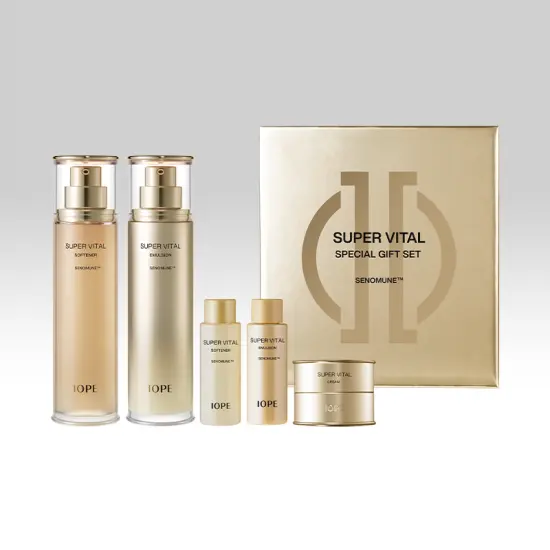 SUPER VITAL
SOFTENER
SENOMUNE™
IOPE
SUPER VITAL
EMULSION
SENOMUNE™
IOPE
SUPER VITAL
SOFTENER
SENOMUNE™
IOPE
SUPER VITAL
EMULSION
SENOMUNE™
IOPE
SUPER VITAL
CREAM
IOPE
SUPER VITAL
SPECIAL GIFT SET
SENOMUNE™